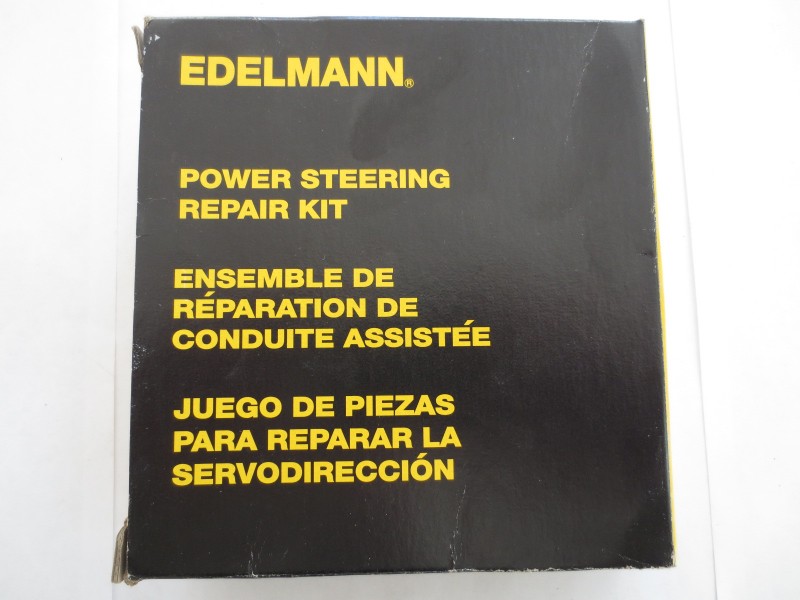 EDELMANN®
POWER STEERING
REPAIR KIT
ENSEMBLE DE
RÉPARATION DE
CONDUITE ASSISTÉE
JUEGO DE PIEZAS
PARA REPARAR LA
SERVODIRECCIÓN